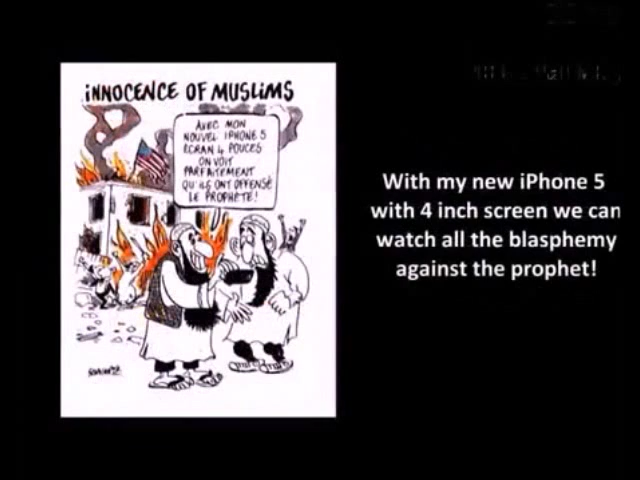 INNOCENCE OF MUSLIMS
AVEC MON
NOUVEL IPHONE 5
ÉCRAN 4 POUCES
ON VOIT
PARFAITEMENT
QU'ILS ONT OFFENSÉ
LE PROPHÈTE!
With my new iPhone 5
with 4 inch screen we can
watch all the blasphemy
against the prophet!